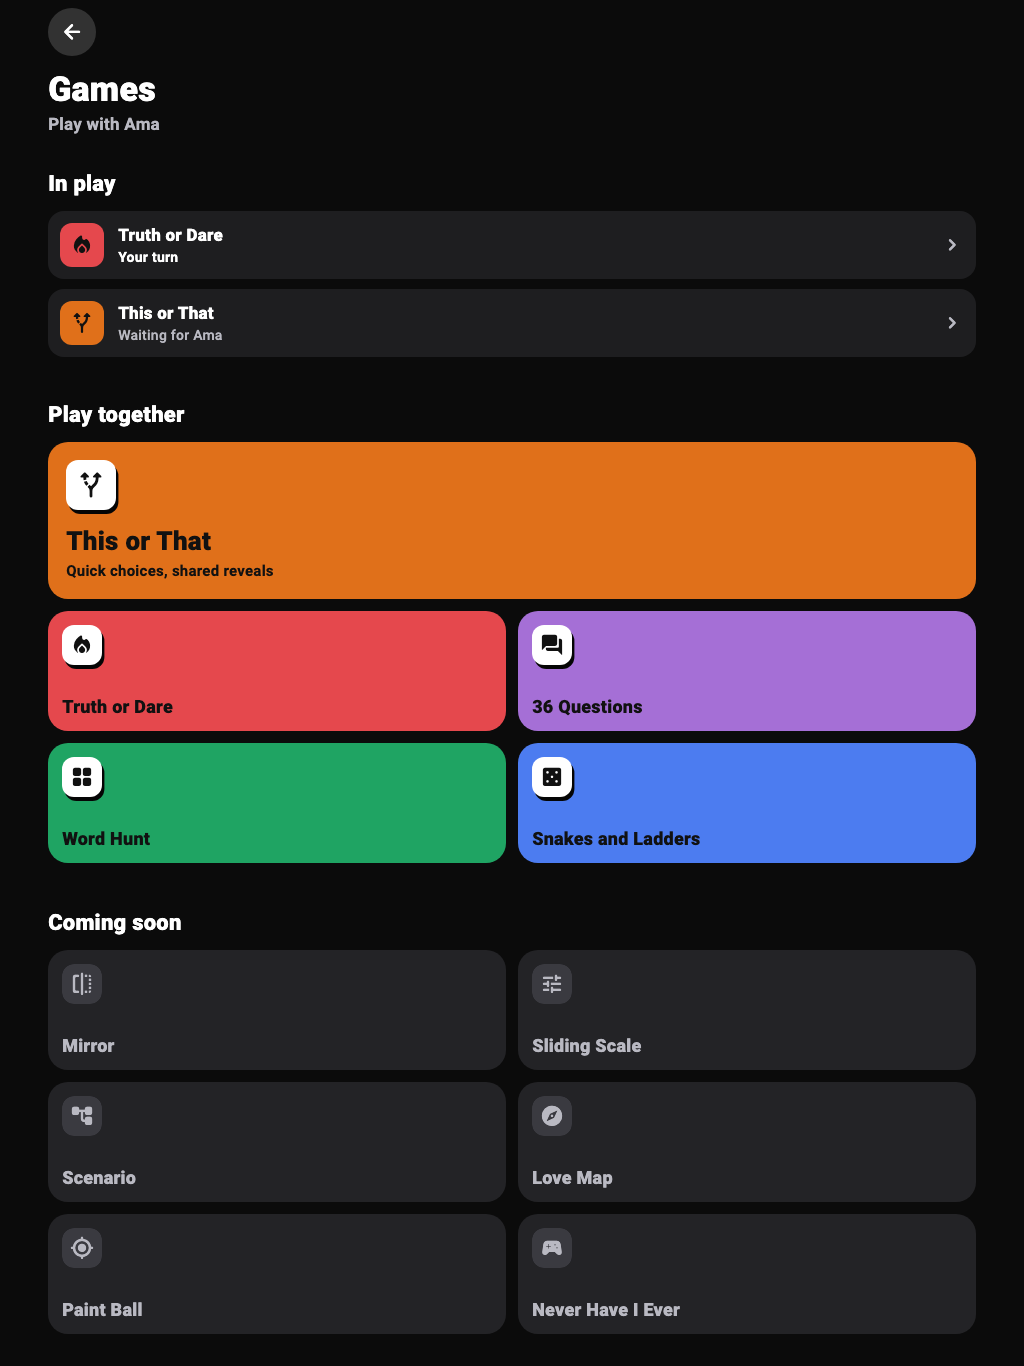 Games
Play with Ama
In play
Truth or Dare
Your turn
This or That
Waiting for Ama
Play together
This or That
Quick choices, shared reveals
Truth or Dare
36 Questions
Word Hunt
Snakes and Ladders
Coming soon
Mirror
Sliding Scale
Scenario
Love Map
Paint Ball
Never Have I Ever